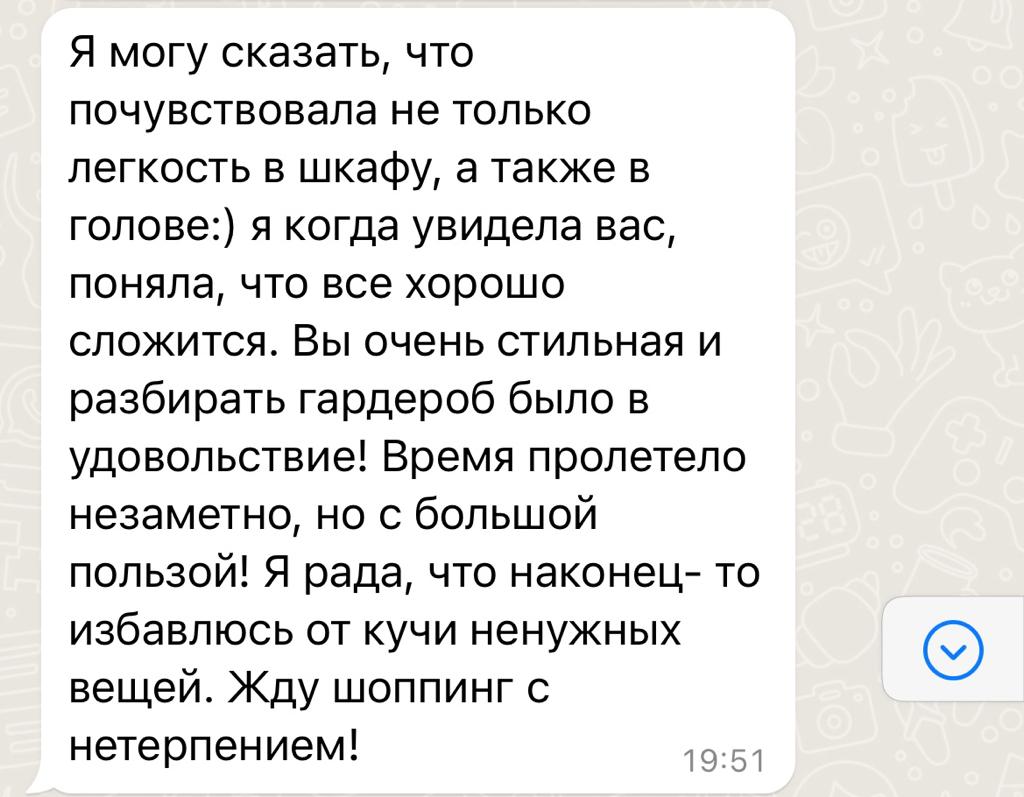 Я могу сказать, что
почувствовала не только
легкость в шкафу, а также в
голове:) я когда увидела вас,
поняла, что все хорошо
сложится. Вы очень стильная и
разбирать гардероб было в
удовольствие! Время пролетело
незаметно, но с большой
пользой! Я рада, что наконец- то
избавлюсь от кучи ненужных
вещей. Жду шоппинг с
нетерпением!
19:51